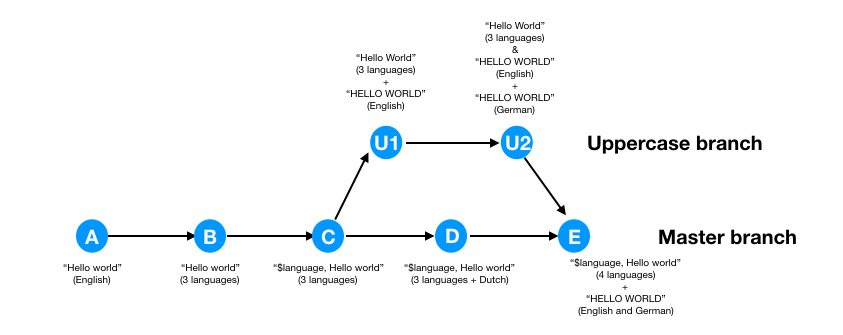 “Hello World”
(3 languages)
&
“HELLO WORLD”
(English)
+
“HELLO WORLD”
(German)
“Hello World”
(3 languages)
+
“HELLO WORLD”
(English)
U1
U2
Uppercase branch
A
B
C
D
E
Master branch
“Hello world”
(English)
“Hello world”
(3 languages)
“$language, Hello world”
(3 languages)
“$language, Hello world”
(3 languages + Dutch)
“$language, Hello world”
(4 languages)
+
“HELLO WORLD”
(English and German)